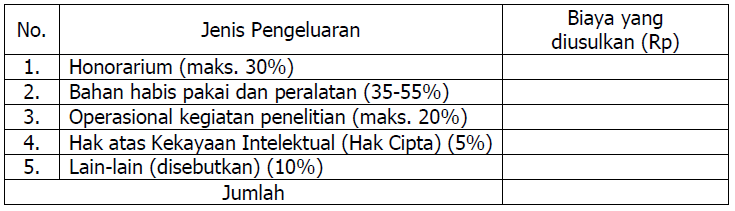 No. Jenis Pengeluaran Biaya yang diusulkan (Rp)
1. Honorarium (maks. 30%)
2. Bahan habis pakai dan peralatan (35-55%)
3. Operasional kegiatan penelitian (maks. 20%)
4. Hak atas Kekayaan Intelektual (Hak Cipta) (5%)
5. Lain-lain (disebutkan) (10%)
Jumlah